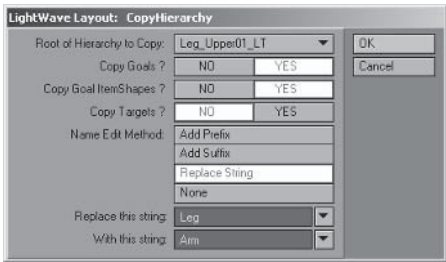 LightWave Layout: CopyHierarchy
Root of Hierarchy to Copy: Leg_Upper01_LT OK
Copy Goals ? NO YES Cancel
Copy Goal ItemShapes ? NO YES
Copy Targets ? NO YES
Name Edit Method: Add Prefix
Add Suffix
Replace String
None
Replace this string: Leg
With this string: Arm